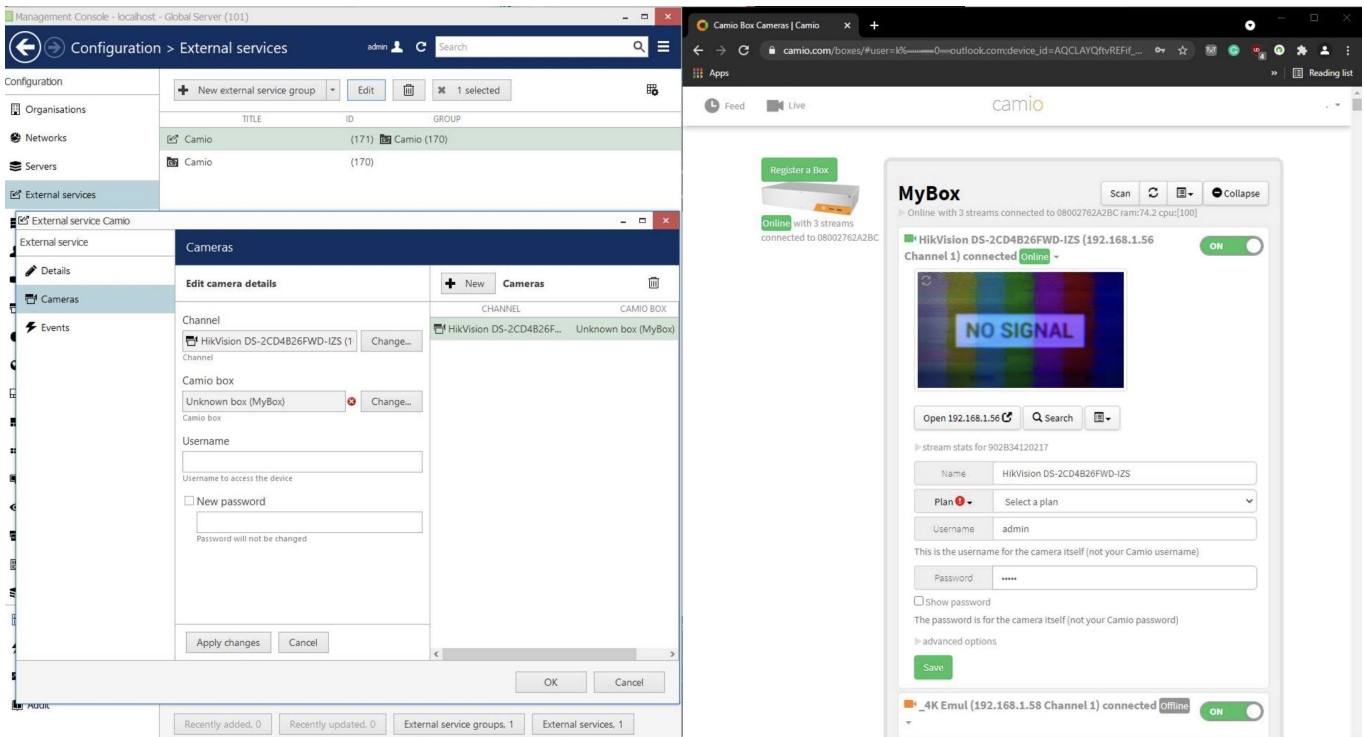 Management Console - localhost - Global Server (101)
Configuration > External services
admin
Search
Configuration
Organisations
Networks
Servers
External services
Audit
New external service group
Edit
1 selected
TITLE ID GROUP
Camio (171) Camio (170)
Camio (170)
External service Camio
External service
Details
Cameras
Events
Cameras
Edit camera details
Channel
HikVision DS-2CD4B26FWD-IZS (1
Change...
Channel
Camio box
Unknown box (MyBox)
Change...
Camio box
Username
Username to access the device
New password
Password will not be changed
Apply changes
Cancel
New
Cameras
CHANNEL CAMIO BOX
HikVision DS-2CD4B26F... Unknown box (MyBox)
OK
Cancel
Recently added, 0
Recently updated, 0
External service groups, 1
External services, 1
Camio Box Cameras | Camio
outlook.com;device_id=AQCLAYQftvREFif_...
Apps
Reading list
Feed
Live
camio
Register a Box
Online with 3 streams
connected to 08002762A2BC
MyBox
Scan
Collapse
Online with 3 streams connected to 08002762A2BC ram:74.2 cpu:[100]
HikVision DS-2CD4B26FWD-IZS (192.168.1.56
Channel 1) connected Online
ON
NO SIGNAL
Open 192.168.1.56
Search
stream stats for 902B34120217
Name HikVision DS-2CD4B26FWD-IZS
Plan Select a plan
Username admin
This is the username for the camera itself (not your Camio username)
Password •••••
Show password
The password is for the camera itself (not your Camio password)
advanced options
Save
_4K Emul (192.168.1.58 Channel 1) connected Offline
ON